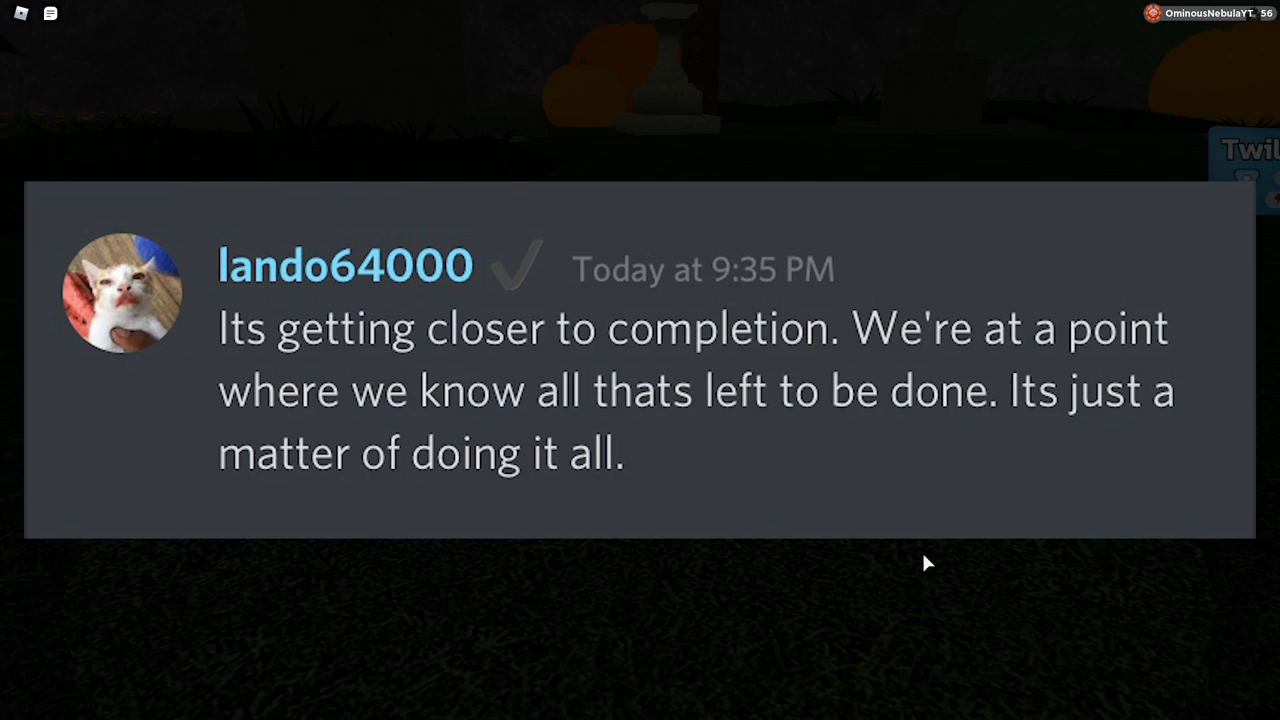 OminousNebulaYT 56
Twil
lando64000 Today at 9:35 PM
Its getting closer to completion. We're at a point
where we know all thats left to be done. Its just a
matter of doing it all.